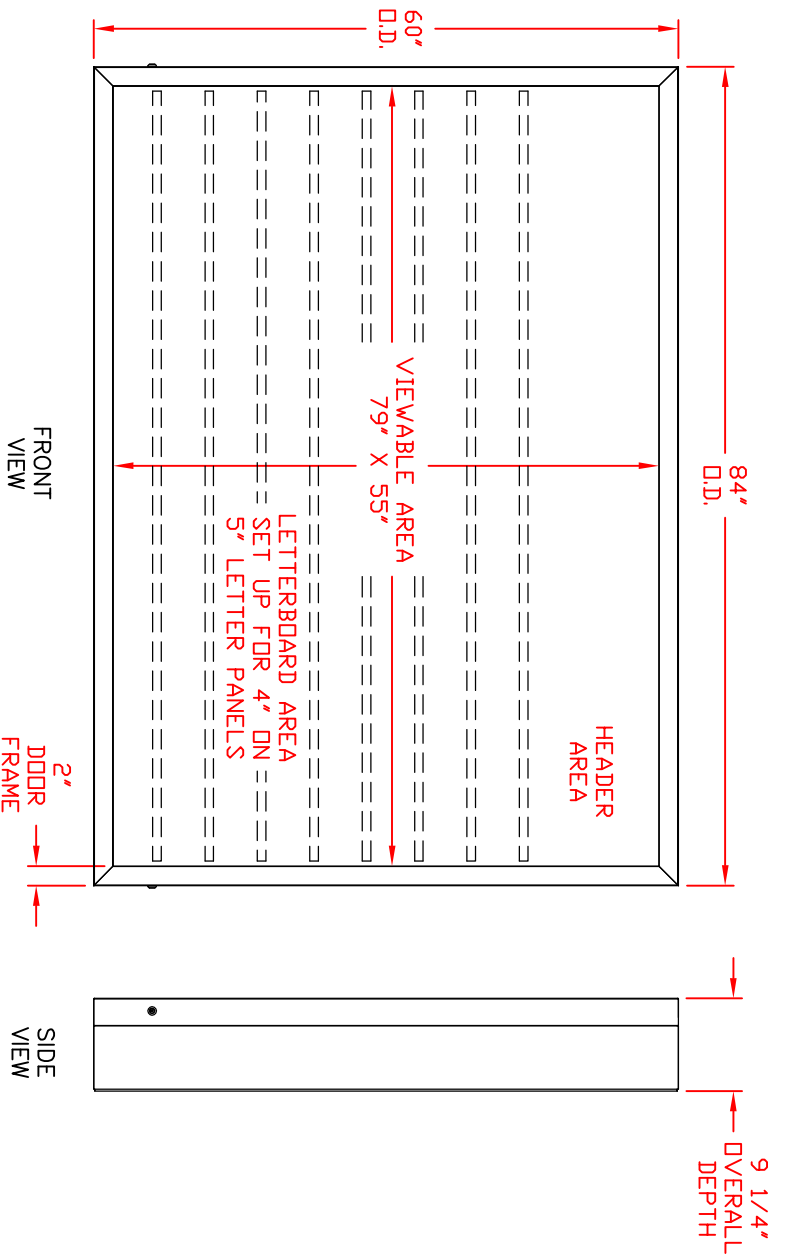 84"
O.D.
60"
O.D.
HEADER
AREA
VIEWABLE AREA
79" X 55"
LETTERBOARD AREA
SET UP FOR 4" ON
5" LETTER PANELS
2"
DOOR
FRAME
FRONT
VIEW
9 1/4"
OVERALL
DEPTH
SIDE
VIEW